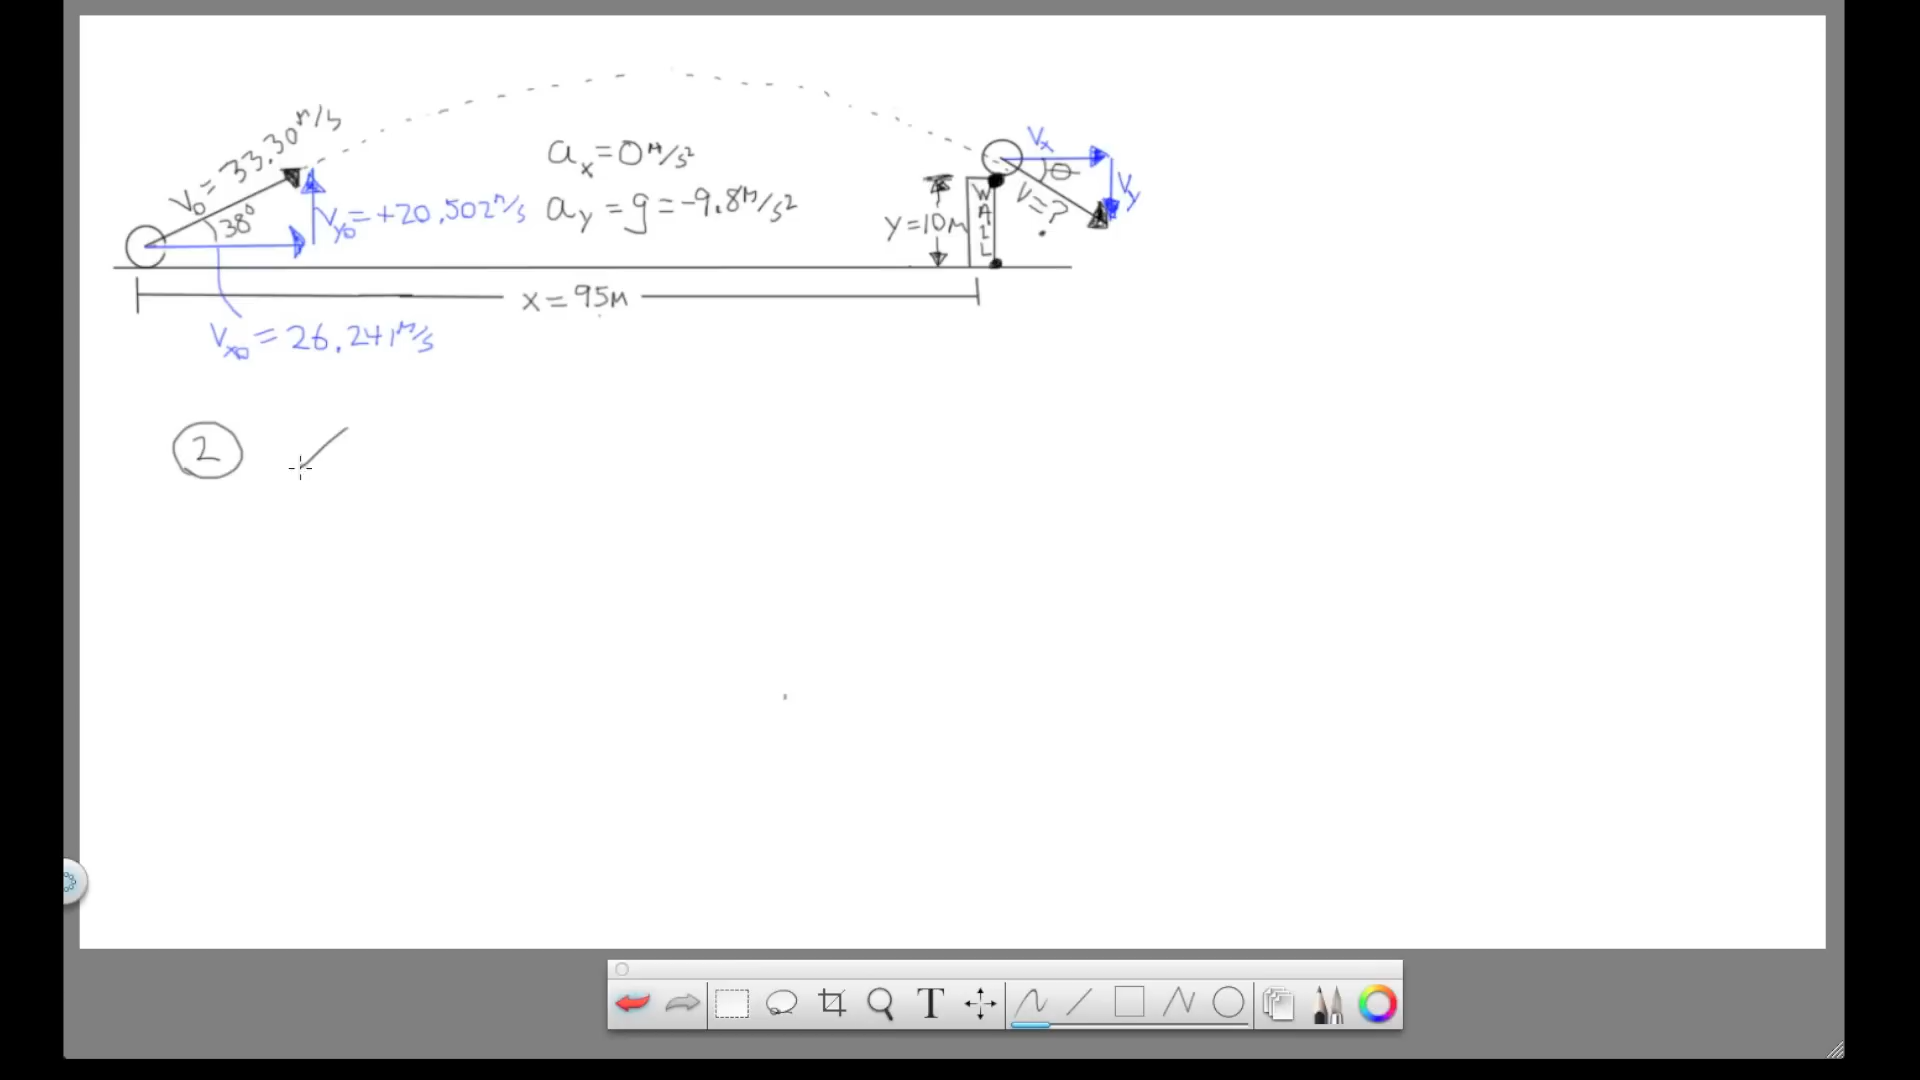 V₀ = 33.30 m/s
38°
Vy₀ = +20.502 m/s
Vx₀ = 26.241 M/s
aₓ = 0 M/s²
ay = g = -9.8 M/s²
x = 95M
y = 10M
WALL
Vₓ
θ
V = ?
Vy
2
T